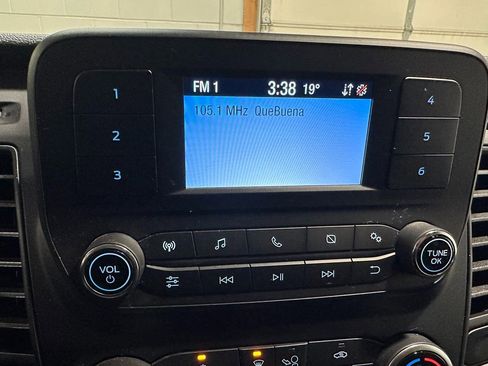 FM 1 3:38 19°
105.1 MHz QueBuena
1
2
3
4
5
6
VOL
TUNE
OK